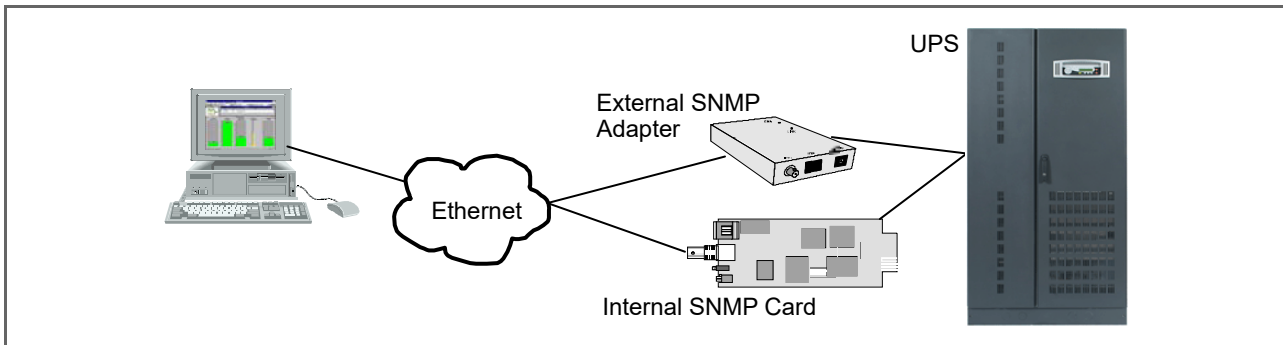 UPS
External SNMP
Adapter
Ethernet
Internal SNMP Card